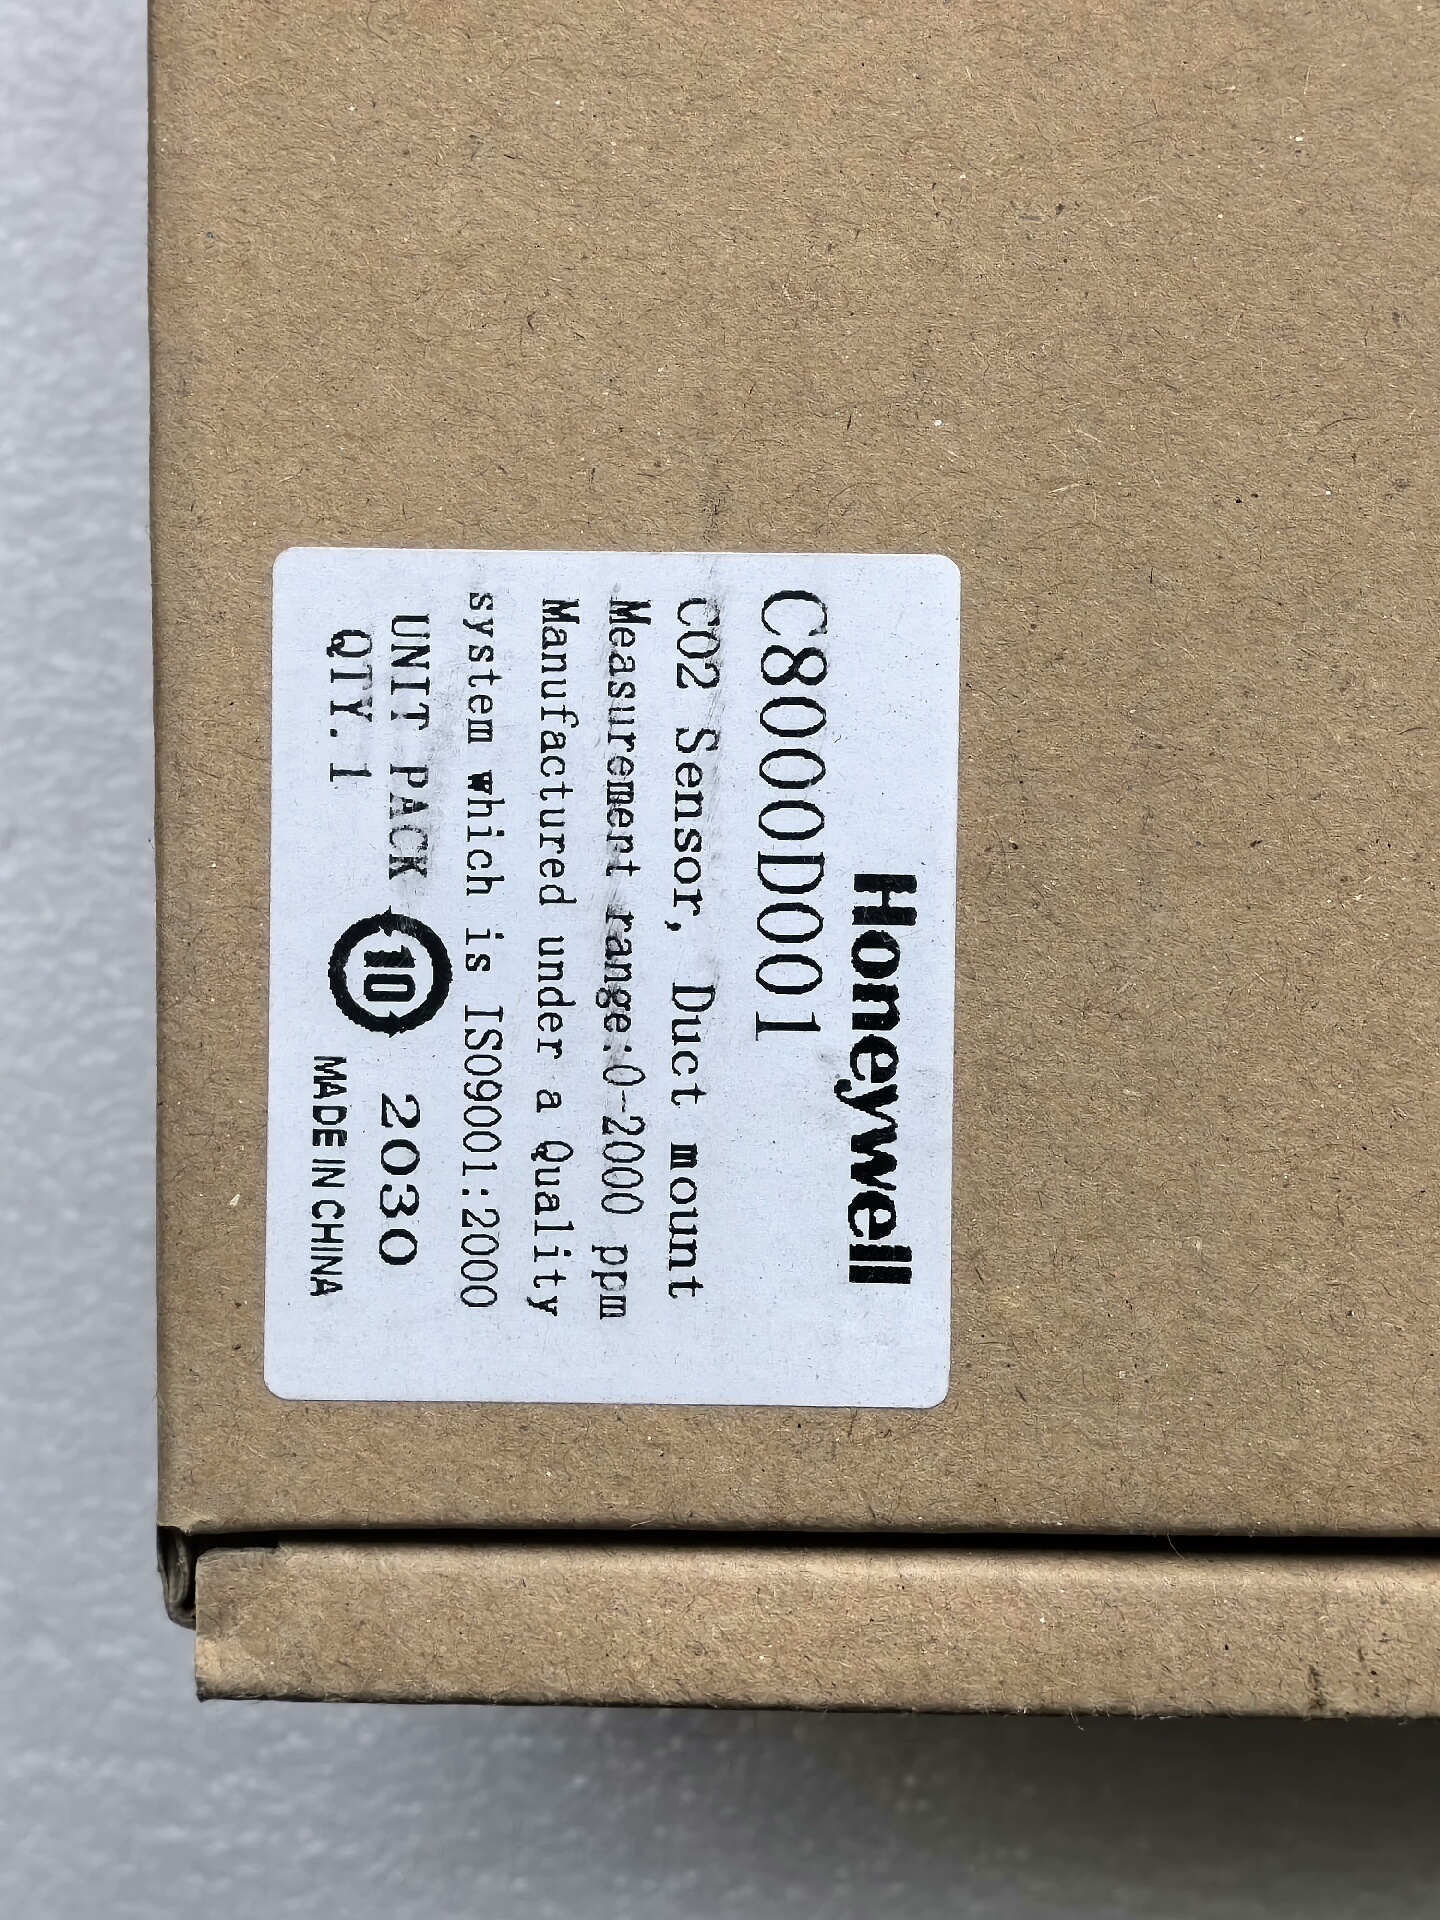 Honeywell
C8000D001
CO2 Sensor, Duct mount
Measurement range:0-2000 ppm
Manufactured under a Quality
system which is ISO9001:2000
UNIT PACK 10 2030
QTY. 1 MADE IN CHINA